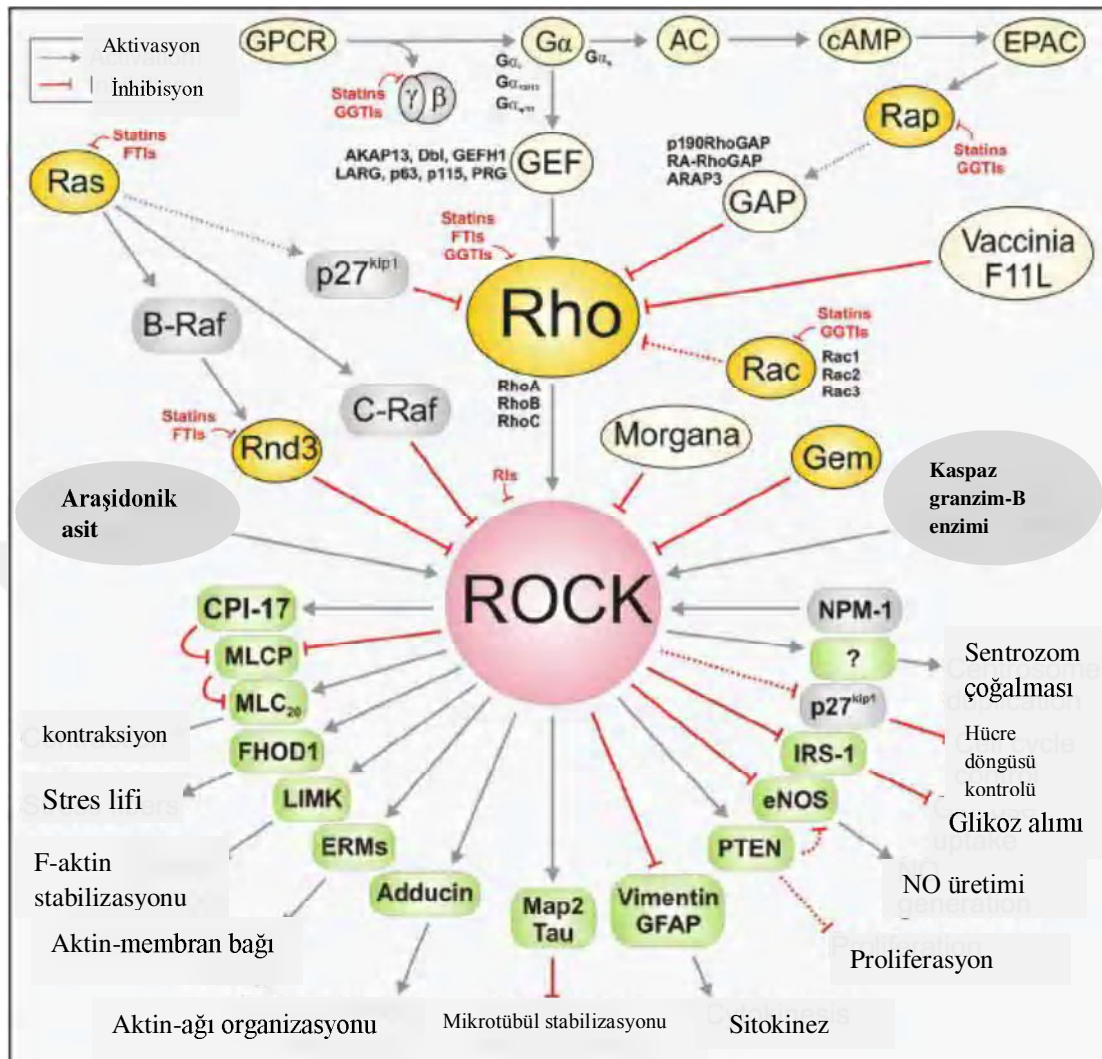 Aktivasyon
İnhibisyon
GPCR
Gα
AC
cAMP
EPAC
Gαs
Gα12/13
Gαq/11
Statins
GGTIs
γ β
Rap
Statins
GGTIs
Statins
FTIs
Ras
AKAP13, Dbl, GEFH1
LARG, p63, p115, PRG
GEF
p190RhoGAP
RA-RhoGAP
ARAP3
GAP
Vaccinia
F11L
Statins
FTIs
GGTIs
p27kip1
Rho
B-Raf
Statins
GGTIs
Rac
Rac1
Rac2
Rac3
C-Raf
RhoA
RhoB
RhoC
Statins
FTIs
Rnd3
Morgana
Gem
RIs
Araşidonik
asit
Kaspaz
granzim-B
enzimi
ROCK
CPI-17
MLCP
MLC20
FHOD1
LIMK
ERMs
Adducin
Map2
Tau
Vimentin
GFAP
PTEN
eNOS
IRS-1
p27kip1
?
NPM-1
Sentrozom
çoğalması
Hücre
döngüsü
kontrolü
Glikoz alımı
NO üretimi
Proliferasyon
kontraksiyon
Stres lifi
F-aktin
stabilizasyonu
Aktin-membran bağı
Aktin-ağı organizasyonu
Mikrotübül stabilizasyonu
Sitokinez